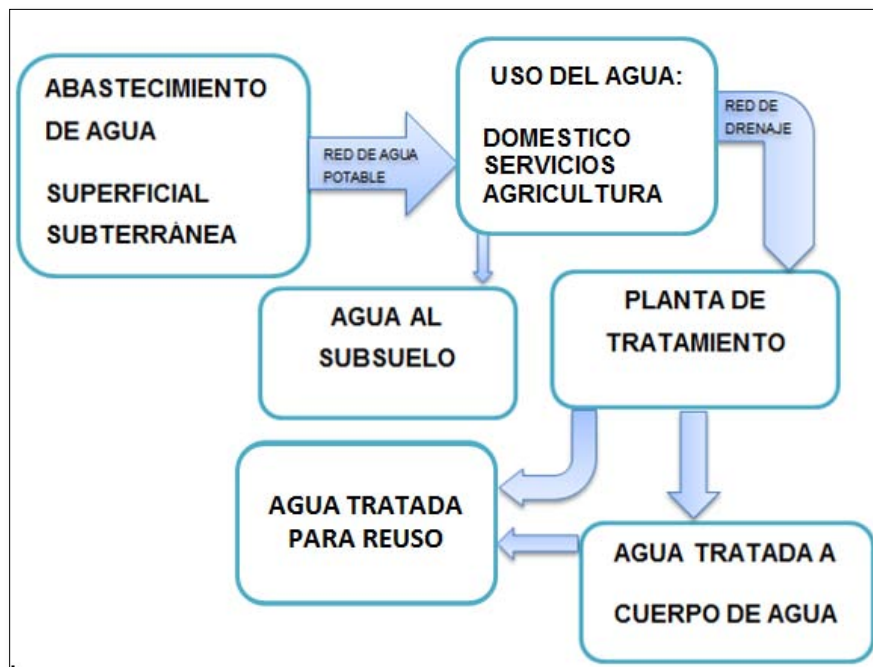 ABASTECIMIENTO
DE AGUA
SUPERFICIAL
SUBTERRÀNEA
RED DE AGUA
POTABLE
USO DEL AGUA:
DOMESTICO
SERVICIOS
AGRICULTURA
RED DE
DRENAJE
AGUA AL
SUBSUELO
PLANTA DE
TRATAMIENTO
AGUA TRATADA
PARA REUSO
AGUA TRATADA A
CUERPO DE AGUA